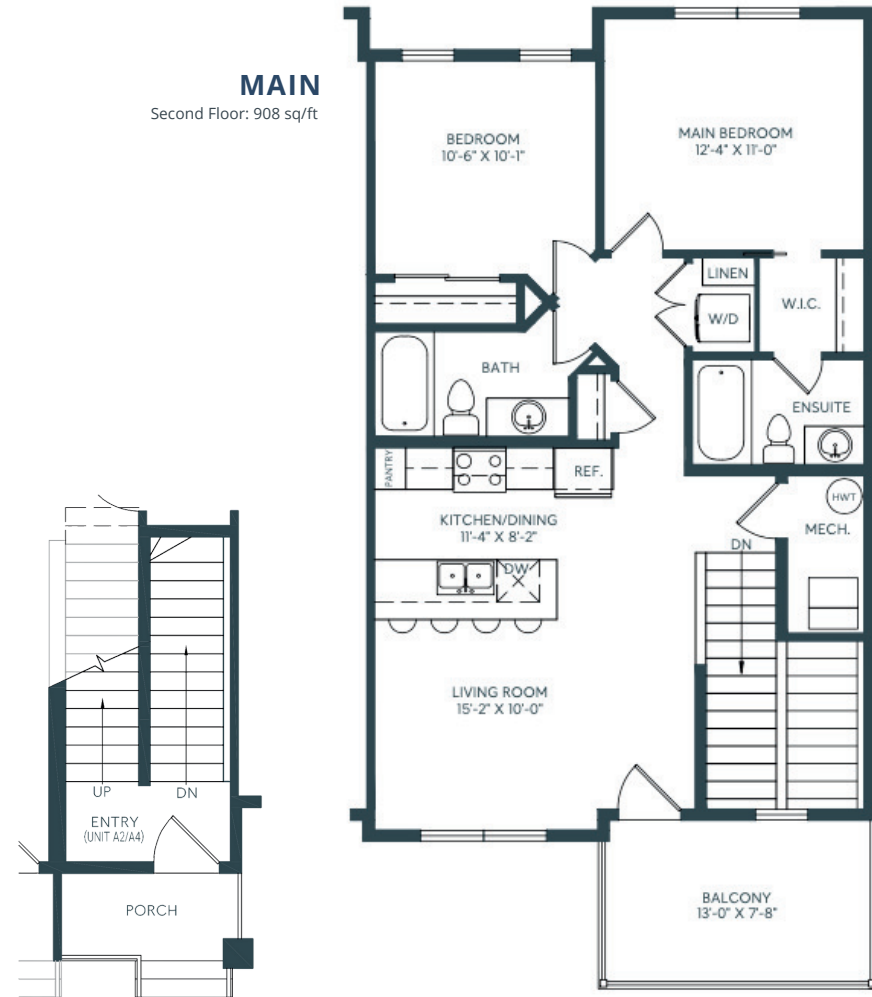 MAIN
Second Floor: 908 sq/ft
BEDROOM
10'-6" X 10'-1"
MAIN BEDROOM
12'-4" X 11'-0"
LINEN
W/D
W.I.C.
BATH
ENSUITE
PANTRY
REF.
HWT
MECH.
KITCHEN/DINING
11'-4" X 8'-2"
DN
DW
LIVING ROOM
15'-2" X 10'-0"
BALCONY
13'-0" X 7'-8"
UP
DN
ENTRY
(UNIT A2/A4)
PORCH